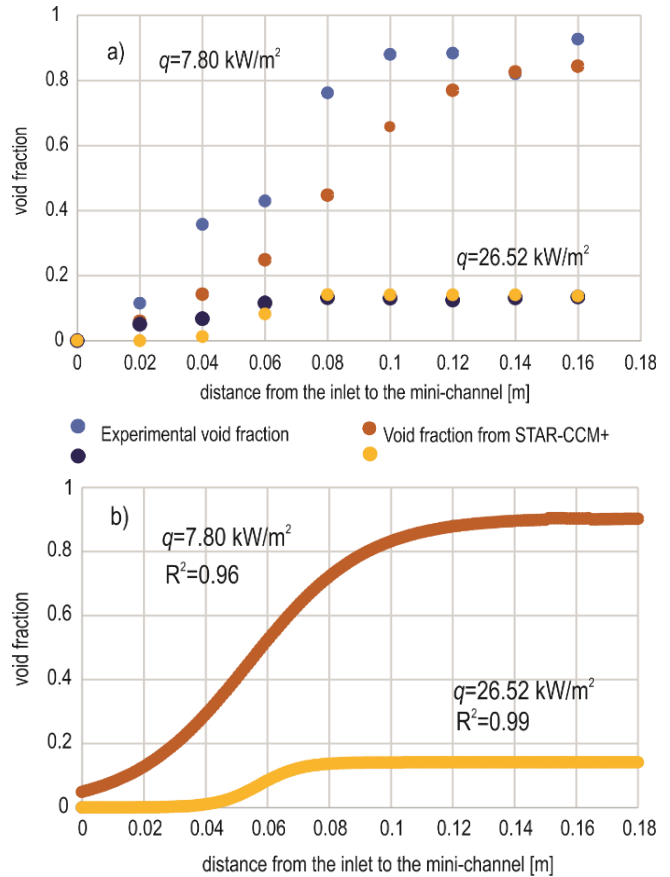 a)
q=7.80 kW/m²
q=26.52 kW/m²
void fraction
1
0.8
0.6
0.4
0.2
0
0 0.02 0.04 0.06 0.08 0.1 0.12 0.14 0.16 0.18
distance from the inlet to the mini-channel [m]
Experimental void fraction
Void fraction from STAR-CCM+
b)
q=7.80 kW/m²
R²=0.96
q=26.52 kW/m²
R²=0.99
void fraction
1
0.8
0.6
0.4
0.2
0
0 0.02 0.04 0.06 0.08 0.1 0.12 0.14 0.16 0.18
distance from the inlet to the mini-channel [m]